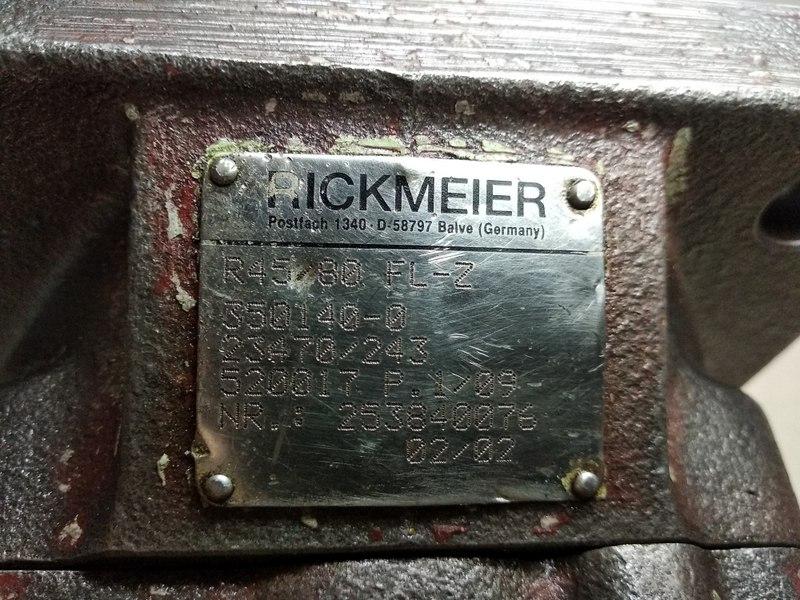 RICKMEIER
Postfach 1340 · D-58797 Balve (Germany)
R45/80 FL-Z
350140-0
23470/243
520017 P.1/09
NR.: 253840076
02/02